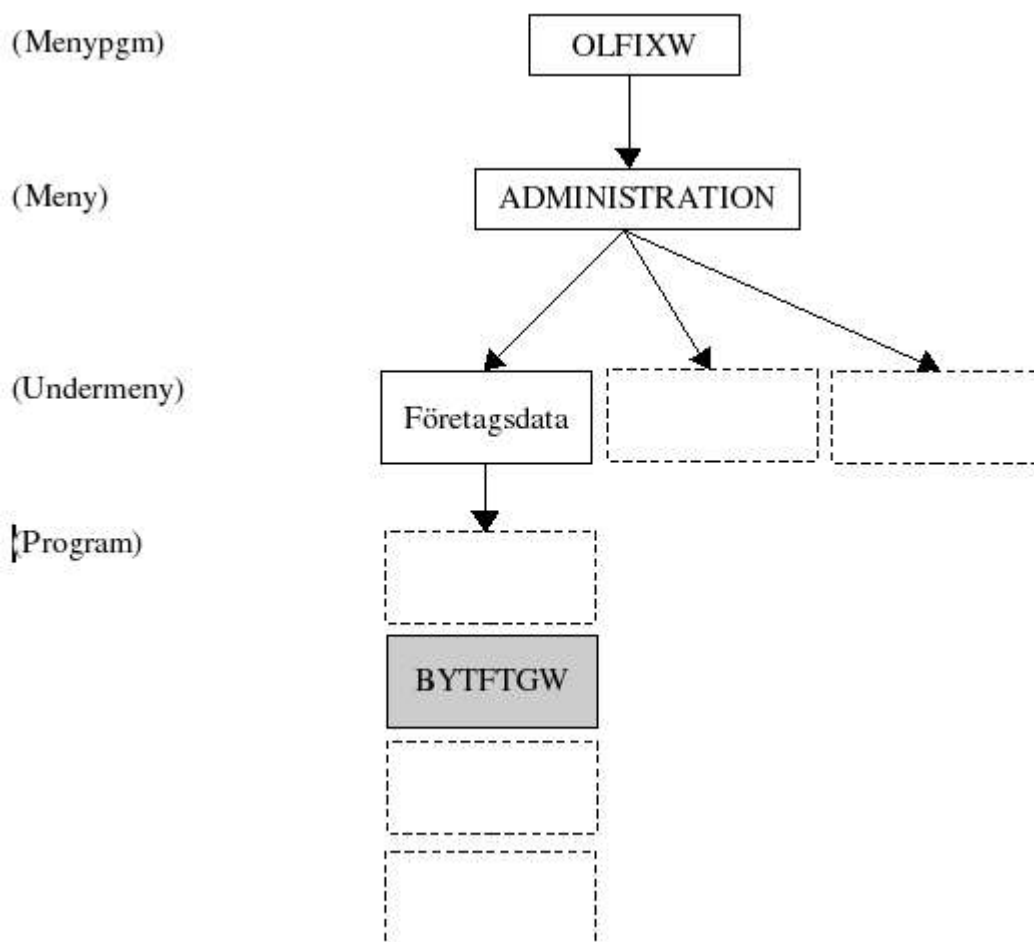 (Menypgm)
OLFIXW
(Meny)
ADMINISTRATION
(Undermeny)
Företagsdata
(Program)
BYTFTGW